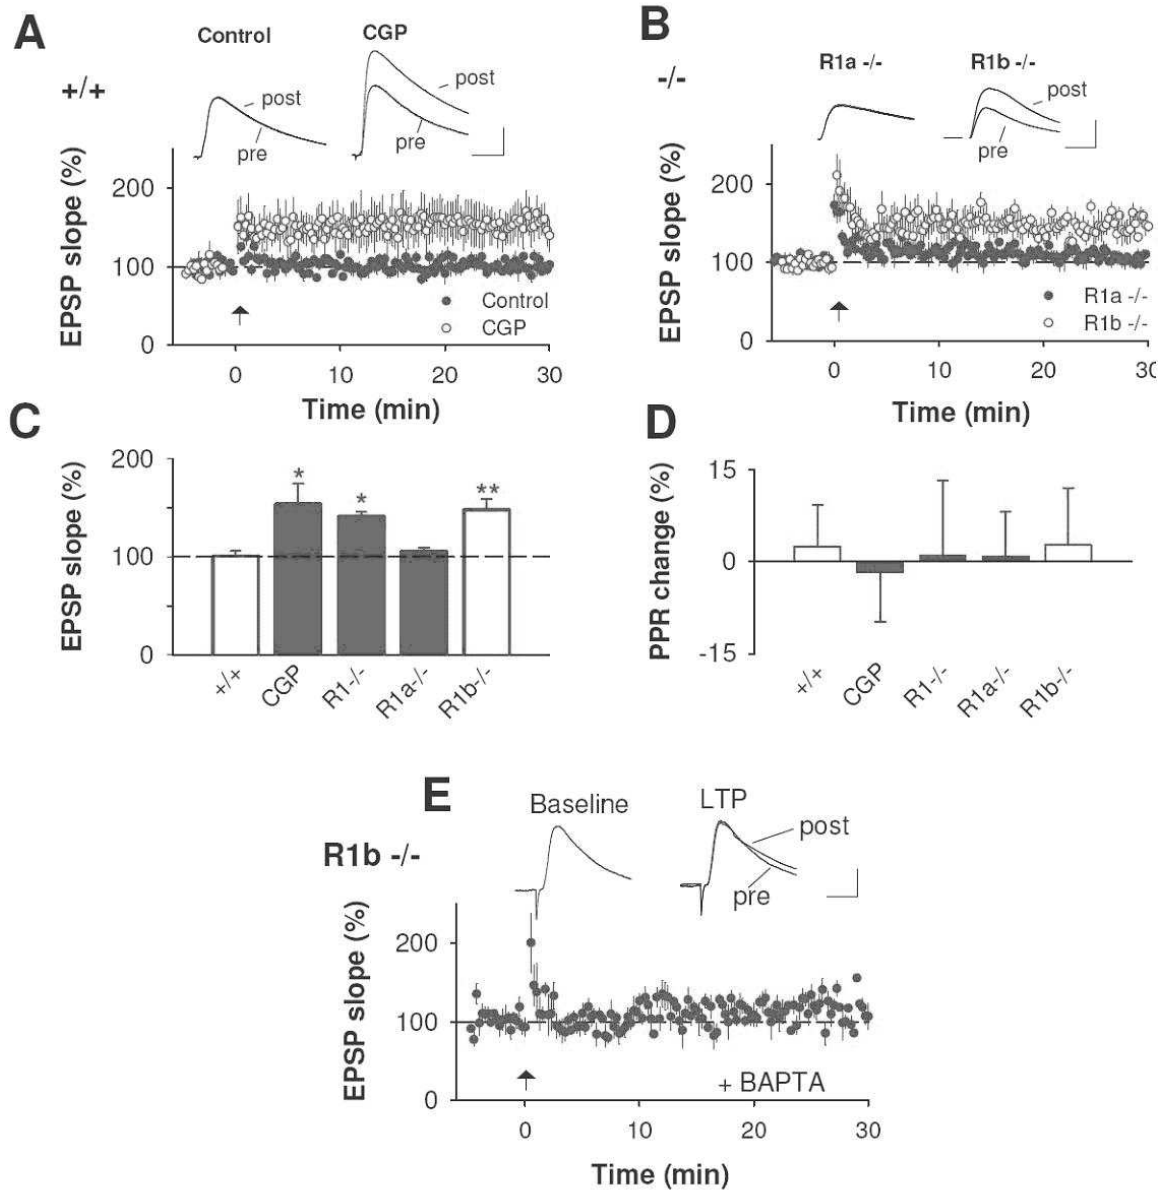 A
Control
CGP
+/+
post
pre
post
pre
EPSP slope (%)
200
100
0
Control
CGP
0
10
20
30
Time (min)
B
R1a -/-
R1b -/-
-/-
post
pre
EPSP slope (%)
200
100
0
R1a -/-
R1b -/-
0
10
20
30
Time (min)
C
EPSP slope (%)
200
100
0
*
*
**
+/+
CGP
R1-/-
R1a-/-
R1b-/-
D
PPR change (%)
15
0
-15
+/+
CGP
R1-/-
R1a-/-
R1b-/-
E
Baseline
LTP
R1b -/-
post
pre
EPSP slope (%)
200
100
0
+ BAPTA
0
10
20
30
Time (min)